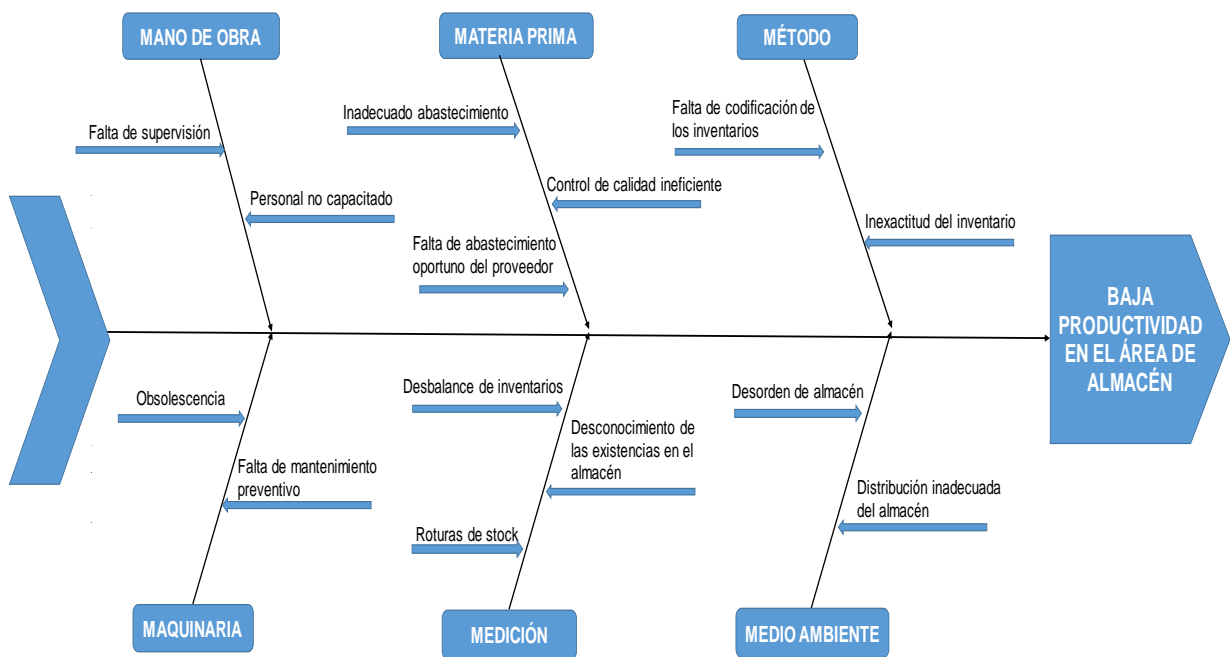 MANO DE OBRA
MATERIA PRIMA
MÉTODO
Falta de supervisión
Personal no capacitado
Inadecuado abastecimiento
Control de calidad ineficiente
Falta de abastecimiento
oportuno del proveedor
Falta de codificación de
los inventarios
Inexactitud del inventario
BAJA
PRODUCTIVIDAD
EN EL ÁREA DE
ALMACÉN
Obsolescencia
Falta de mantenimiento
preventivo
Desbalance de inventarios
Desconocimiento de
las existencias en el
almacén
Roturas de stock
Desorden de almacén
Distribución inadecuada
del almacén
MAQUINARIA
MEDICIÓN
MEDIO AMBIENTE